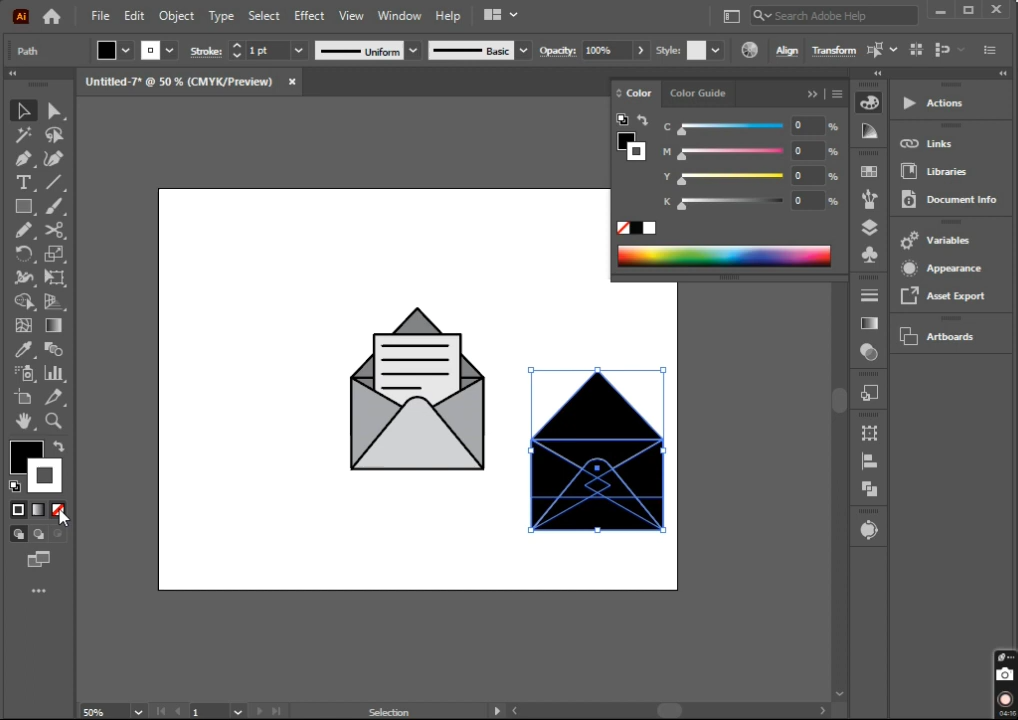 Ai File Edit Object Type Select Effect View Window Help Search Adobe Help
Path Stroke: 1 pt Uniform Basic Opacity: 100% Style: Align Transform
Untitled-7* @ 50 % (CMYK/Preview)
Color Color Guide
C 0 %
M 0 %
Y 0 %
K 0 %
Actions
Links
Libraries
Document Info
Variables
Appearance
Asset Export
Artboards
50% 1 Selection
04:16